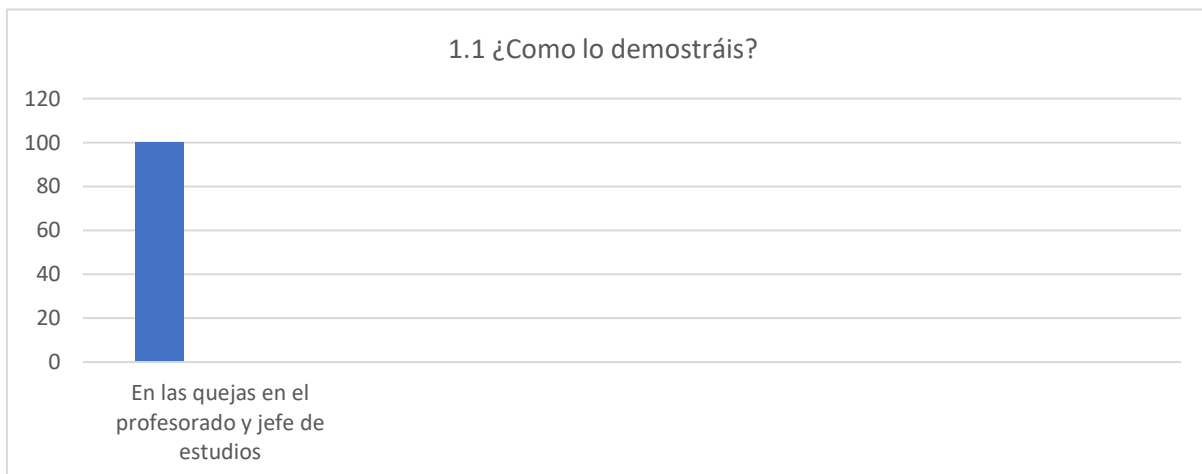 1.1 ¿Como lo demostráis?
120
100
80
60
40
20
0
En las quejas en el
profesorado y jefe de
estudios